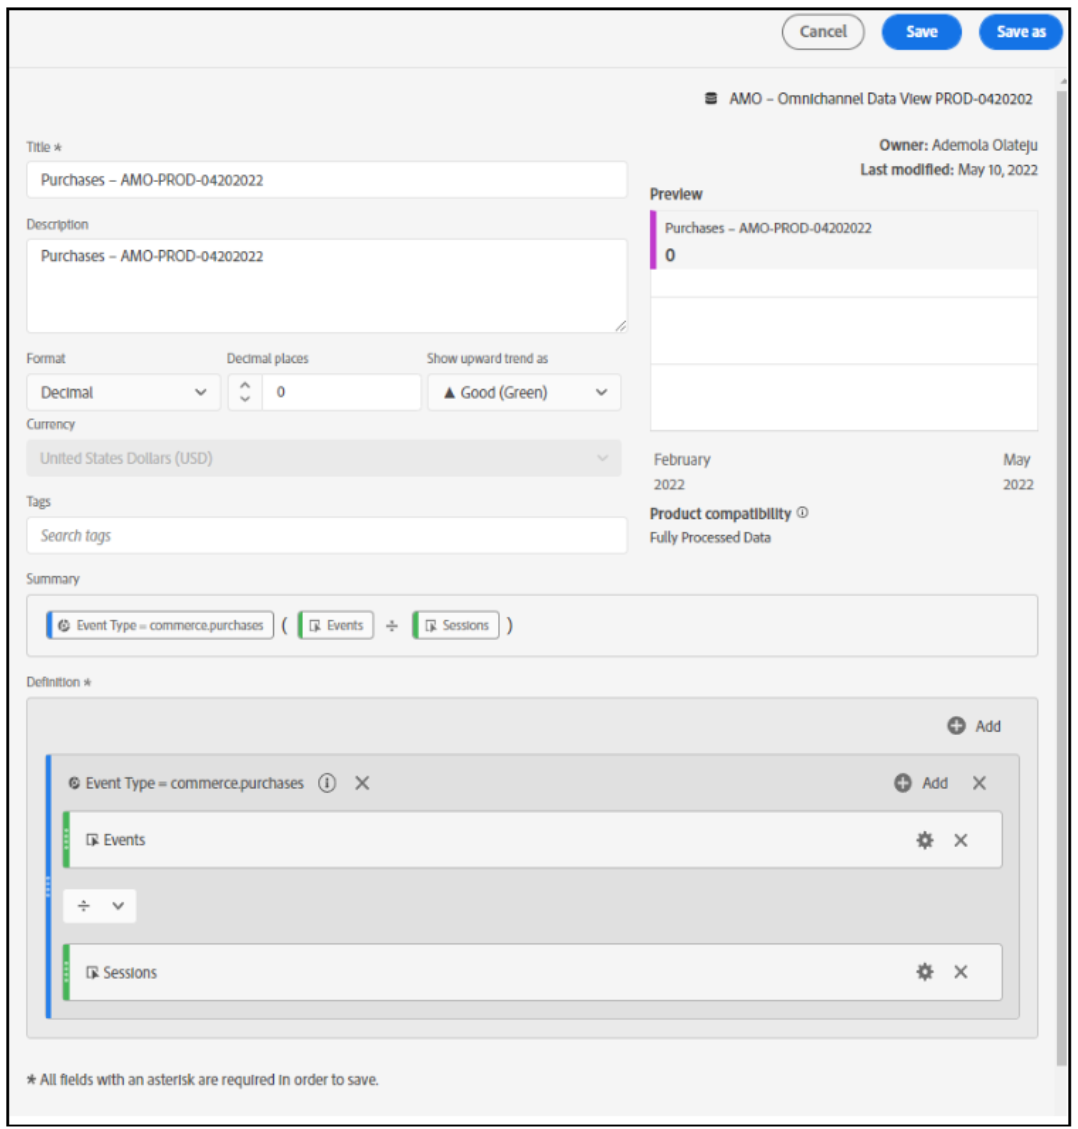 Cancel Save Save as
AMO – Omnichannel Data View PROD-0420202
Owner: Ademola Olateju
Last modified: May 10, 2022
Title *
Purchases – AMO-PROD-04202022
Description
Purchases – AMO-PROD-04202022
Format Decimal places Show upward trend as
Decimal 0 ▲ Good (Green)
Currency
United States Dollars (USD)
Tags
Search tags
Preview
Purchases – AMO-PROD-04202022
0
February May
2022 2022
Product compatibility
Fully Processed Data
Summary
Event Type = commerce.purchases ( Events ÷ Sessions )
Definition *
Add
Event Type = commerce.purchases Add
Events
÷
Sessions
* All fields with an asterisk are required in order to save.